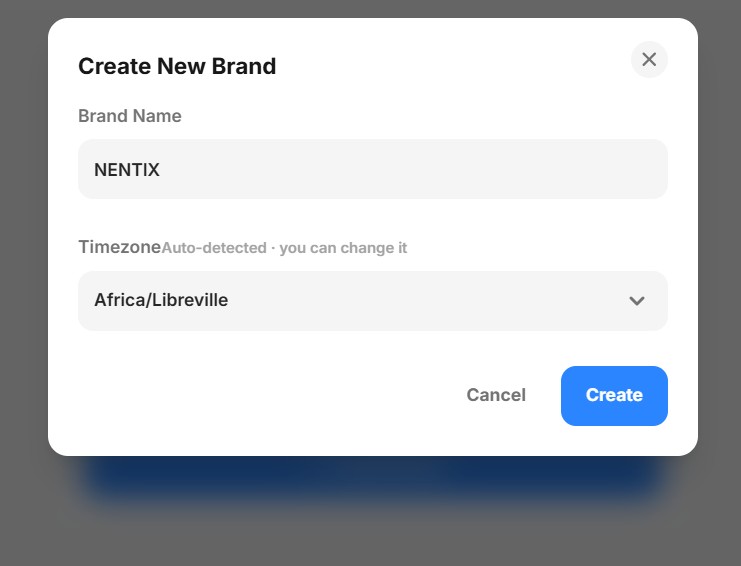 Create New Brand
Brand Name
NENTIX
TimezoneAuto-detected · you can change it
Africa/Libreville
Cancel
Create